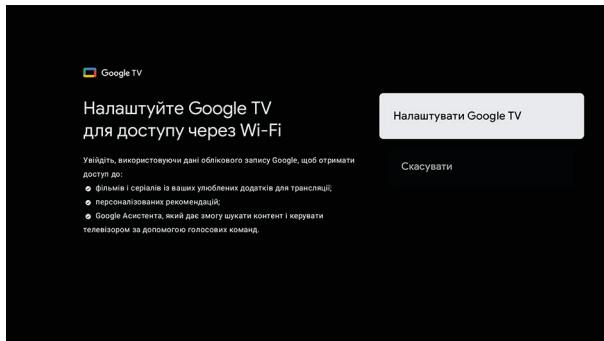 Google TV
Налаштуйте Google TV
для доступу через Wi-Fi
Увійдіть, використовуючи дані облікового запису Google, щоб отримати
доступ до:
фільмів і серіалів із ваших улюблених додатків для трансляції;
персоналізованих рекомендацій;
Google Асистента, який дає змогу шукати контент і керувати
телевізором за допомогою голосових команд.
Налаштувати Google TV
Скасувати